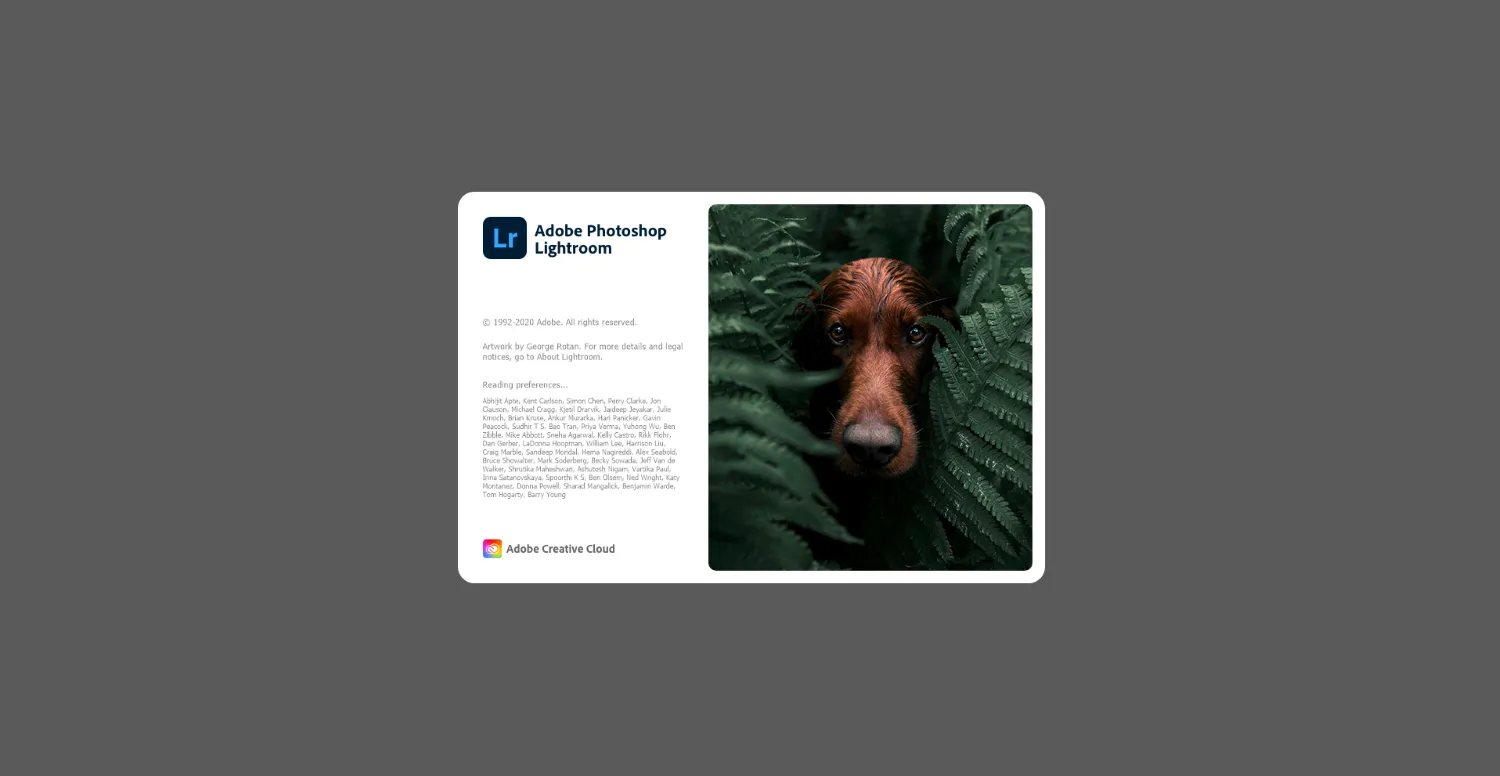 Lr
Adobe Photoshop
Lightroom
© 1992-2020 Adobe. All rights reserved.
Artwork by George Rotan. For more details and legal
notices, go to About Lightroom.
Reading preferences...
Abhijit Apte, Kent Carlson, Simon Chen, Perry Clarke, Jon
Clauson, Michael Cragg, Kjetil Drarvik, Jaideep Jeyakar, Julie
Kmoch, Brian Kruse, Ankur Murarka, Hari Panicker, Gavin
Peacock, Sudhir T S, Bao Tran, Priya Verma, Yuhong Wu, Ben
Zibble, Mike Abbott, Sneha Agarwal, Kelly Castro, Rikk Flohr,
Dan Gerber, LaDonna Hoopman, William Lee, Harrison Liu,
Craig Marble, Sandeep Mondal, Hema Nagireddi, Alex Seabold,
Bruce Showalter, Mark Soderberg, Becky Sowada, Jeff Van de
Walker, Shrutika Maheshwari, Ashutosh Nigam, Vartika Paul,
Irina Satanovskaya, Spoorthi K S, Ben Olsem, Ned Wright, Katy
Montanez, Donna Powell, Sharad Mangalick, Benjamin Warde,
Tom Hogarty, Barry Young
Adobe Creative Cloud